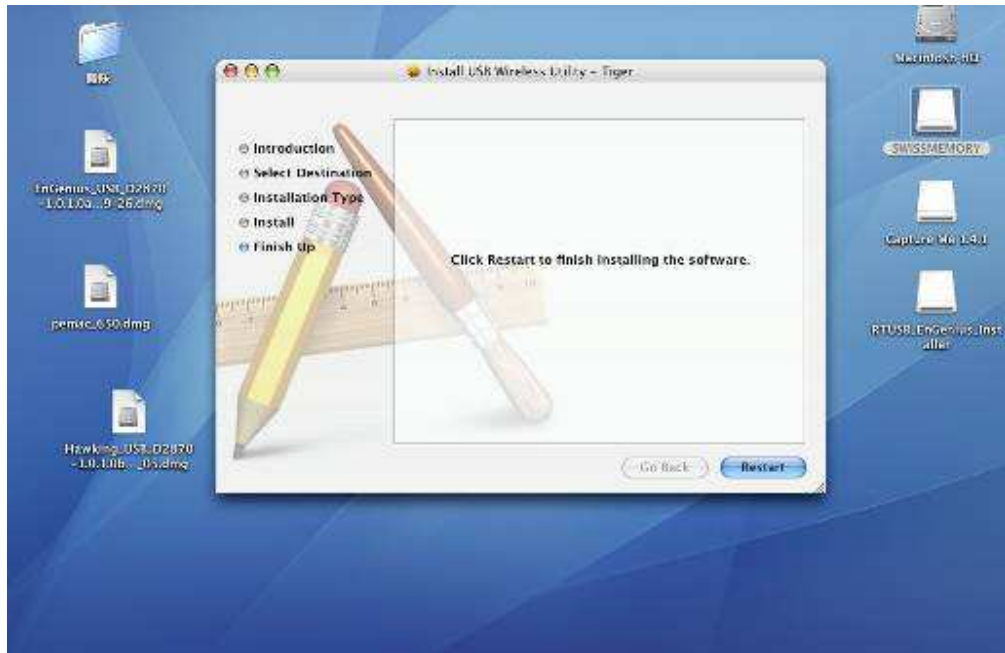 Install USB Wireless Utility – Tiger
Introduction
Select Destination
Installation Type
Install
Finish Up
Click Restart to finish installing the software.
Go Back
Restart
EnGenius_USB_D2870
-1.0.1.0a...9-26.dmg
pemac_650.dmg
Hawking_USB_D2870
-1.0.1.0b..._05.dmg
Macintosh HD
SWISSMEMORY
Capture Me 1.4.1
RTUSB_EnGenius_Inst
aller